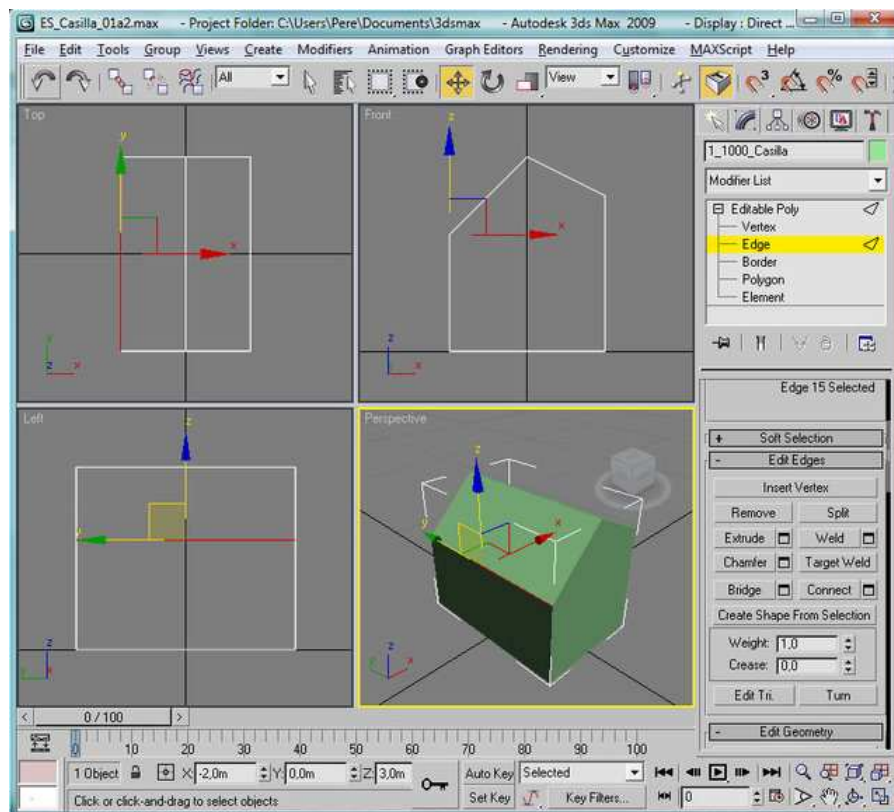 ES_Casilla_01a2.max - Project Folder: C:\Users\Pere\Documents\3dsmax - Autodesk 3ds Max 2009 - Display : Direct ...
File Edit Tools Group Views Create Modifiers Animation Graph Editors Rendering Customize MAXScript Help
All View 3 %
Top Front
y z
x x
y z
z x x
1_1000_Casilla
Modifier List
Editable Poly
Vertex
Edge
Border
Polygon
Element
Left Perspective
z z
y y x
z z
y x y x
Edge 15 Selected
+ Soft Selection
- Edit Edges
Insert Vertex
Remove Split
Extrude Weld
Chamfer Target Weld
Bridge Connect
Create Shape From Selection
Weight: 1,0
Crease: 0,0
Edit Tri. Turn
- Edit Geometry
< 0 / 100 >
0 10 20 30 40 50 60 70 80 90 100
1 Object X: -2,0m Y: 0,0m Z: 3,0m Auto Key Selected
Click or click-and-drag to select objects Set Key Key Filters... 0